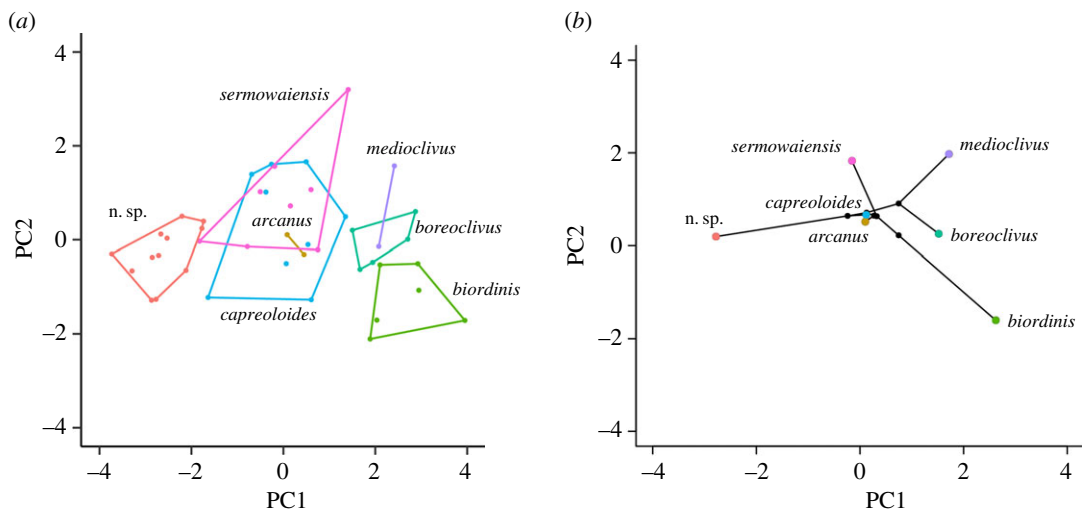 (a)
4
2
0
−2
−4
PC2
−4 −2 0 2 4
PC1
sermowaiensis
medioclivus
n. sp.
arcanus
boreoclivus
biordinis
capreoloides
(b)
4
2
0
−2
−4
PC2
−4 −2 0 2 4
PC1
sermowaiensis
medioclivus
capreoloides
n. sp.
arcanus
boreoclivus
biordinis